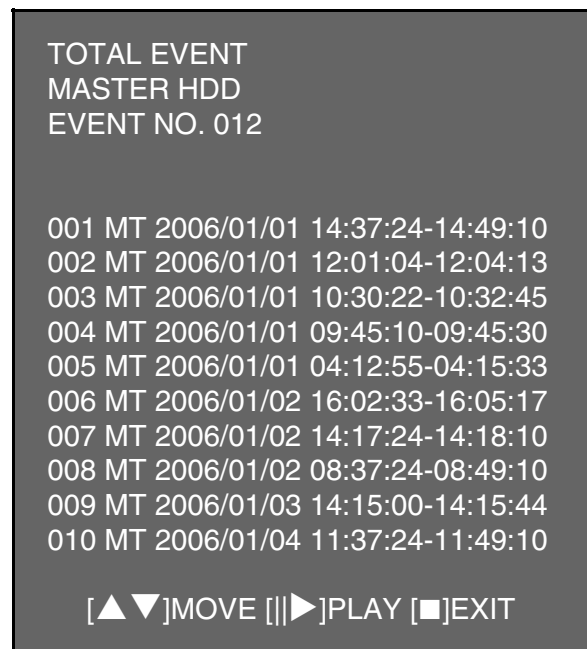 TOTAL EVENT
MASTER HDD
EVENT NO. 012
001 MT 2006/01/01 14:37:24-14:49:10
002 MT 2006/01/01 12:01:04-12:04:13
003 MT 2006/01/01 10:30:22-10:32:45
004 MT 2006/01/01 09:45:10-09:45:30
005 MT 2006/01/01 04:12:55-04:15:33
006 MT 2006/01/02 16:02:33-16:05:17
007 MT 2006/01/02 14:17:24-14:18:10
008 MT 2006/01/02 08:37:24-08:49:10
009 MT 2006/01/03 14:15:00-14:15:44
010 MT 2006/01/04 11:37:24-11:49:10
[▲▼]MOVE [||▶]PLAY [■]EXIT